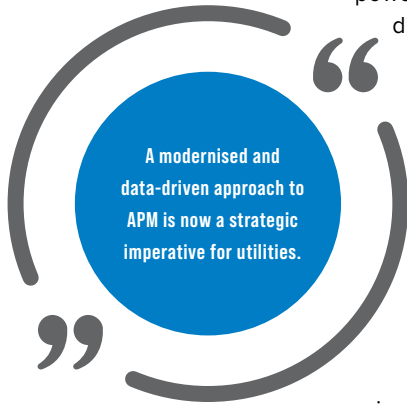 “
A modernised and
data-driven approach to
APM is now a strategic
imperative for utilities.
”